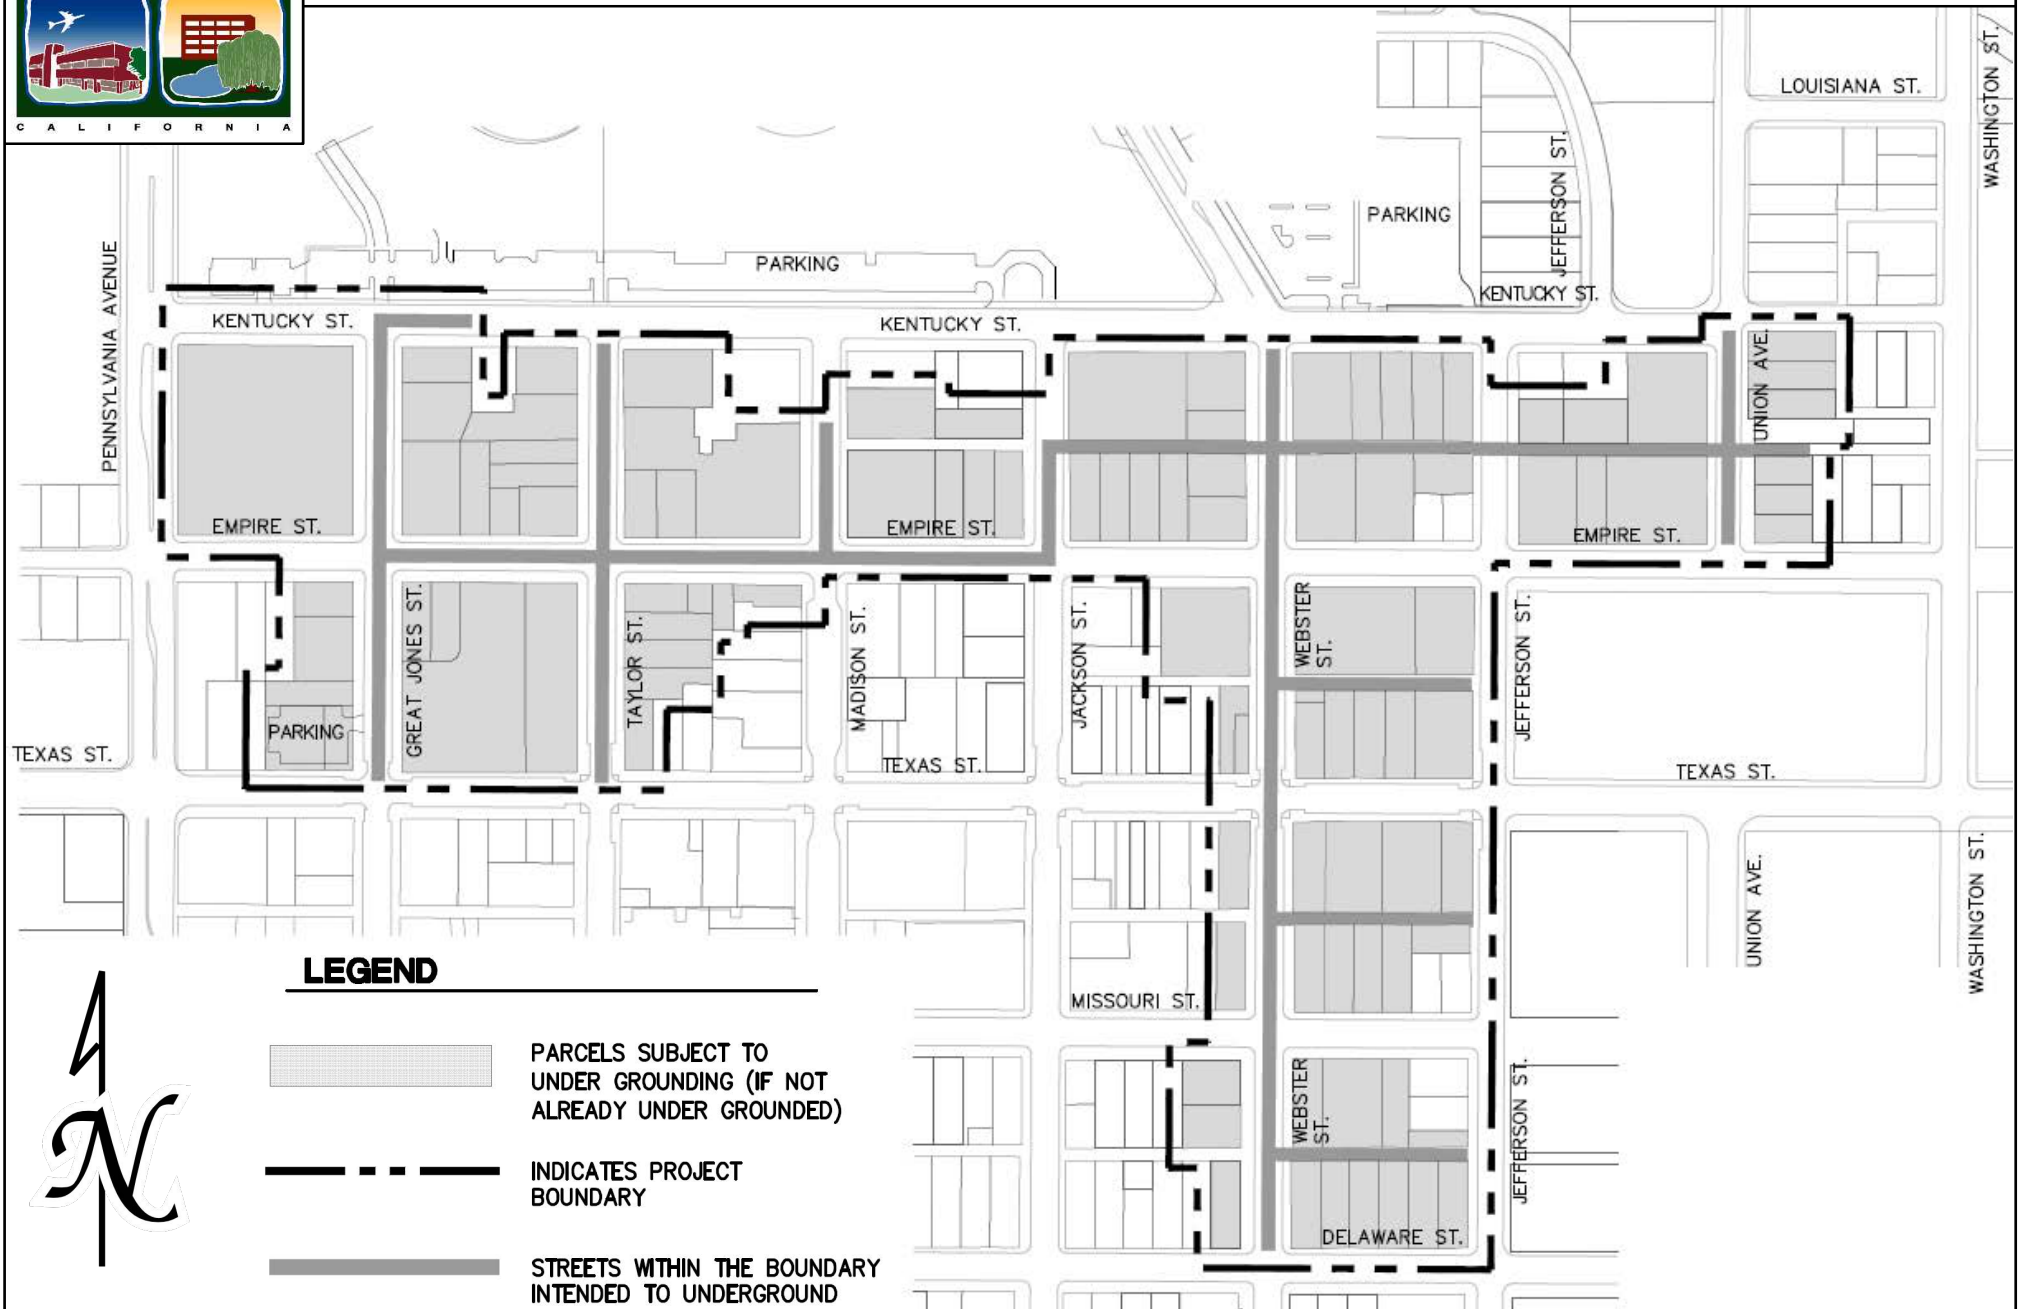 CALIFORNIA
LOUISIANA ST.
WASHINGTON ST.
PARKING
JEFFERSON ST.
PENNSYLVANIA AVENUE
PARKING
KENTUCKY ST.
KENTUCKY ST.
KENTUCKY ST.
UNION AVE.
EMPIRE ST.
EMPIRE ST.
EMPIRE ST.
GREAT JONES ST.
TAYLOR ST.
MADISON ST.
JACKSON ST.
WEBSTER
ST.
JEFFERSON ST.
PARKING
TEXAS ST.
TEXAS ST.
TEXAS ST.
UNION AVE.
WASHINGTON ST.
MISSOURI ST.
WEBSTER
ST.
JEFFERSON ST.
DELAWARE ST.
LEGEND
PARCELS SUBJECT TO
UNDER GROUNDING (IF NOT
ALREADY UNDER GROUNDED)
INDICATES PROJECT
BOUNDARY
STREETS WITHIN THE BOUNDARY
INTENDED TO UNDERGROUND
N